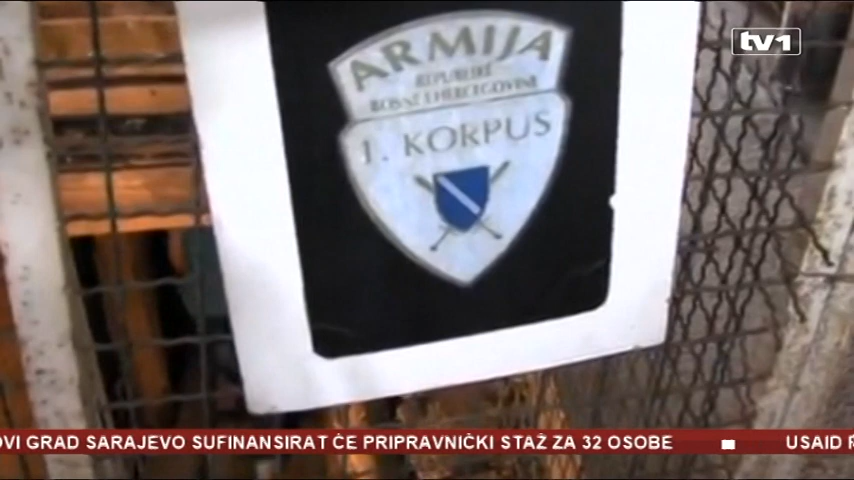 tv1
ARMIJA
REPUBLIKE
BOSNE I HERCEGOVINE
1. KORPUS
OVI GRAD SARAJEVO SUFINANSIRAT ĆE PRIPRAVNIČKI STAŽ ZA 32 OSOBE ■ USAID